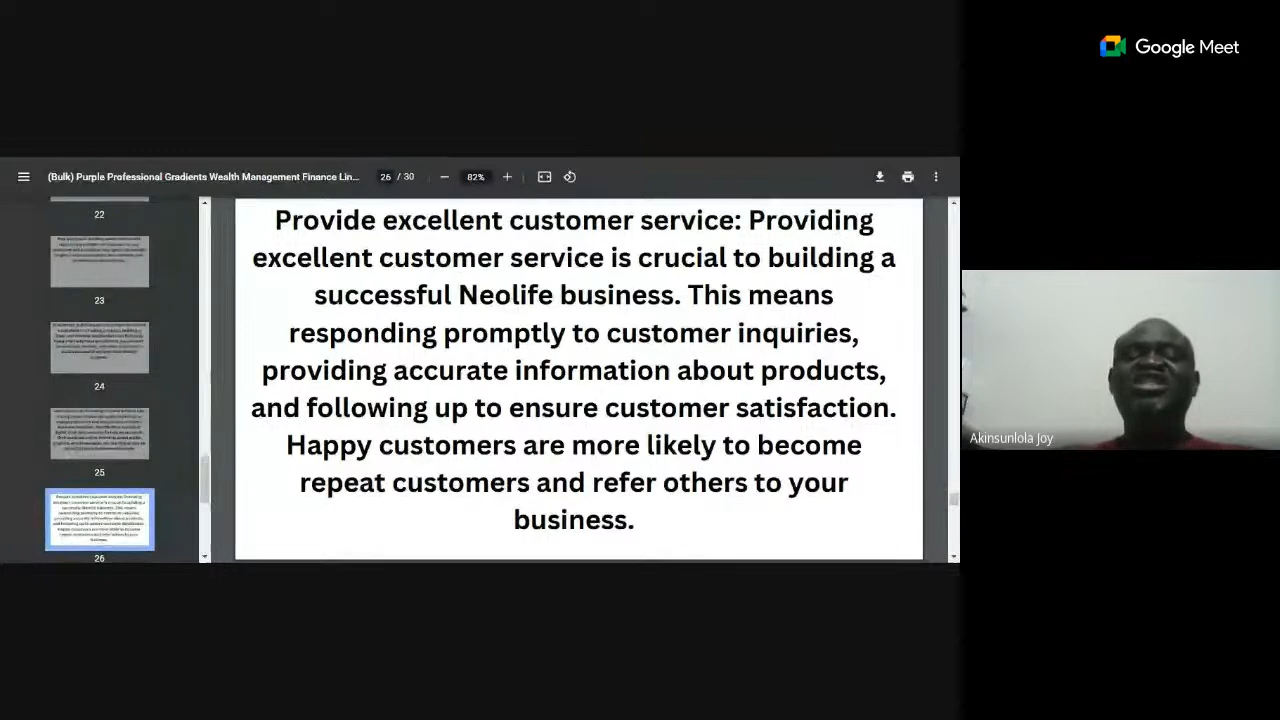 Google Meet
(Bulk) Purple Professional Gradients Wealth Management Finance Lin...
26 / 30
82%
22
23
24
25
26
Provide excellent customer service: Providing
excellent customer service is crucial to building a
successful Neolife business. This means
responding promptly to customer inquiries,
providing accurate information about products,
and following up to ensure customer satisfaction.
Happy customers are more likely to become
repeat customers and refer others to your
business.
Akinsunlola Joy